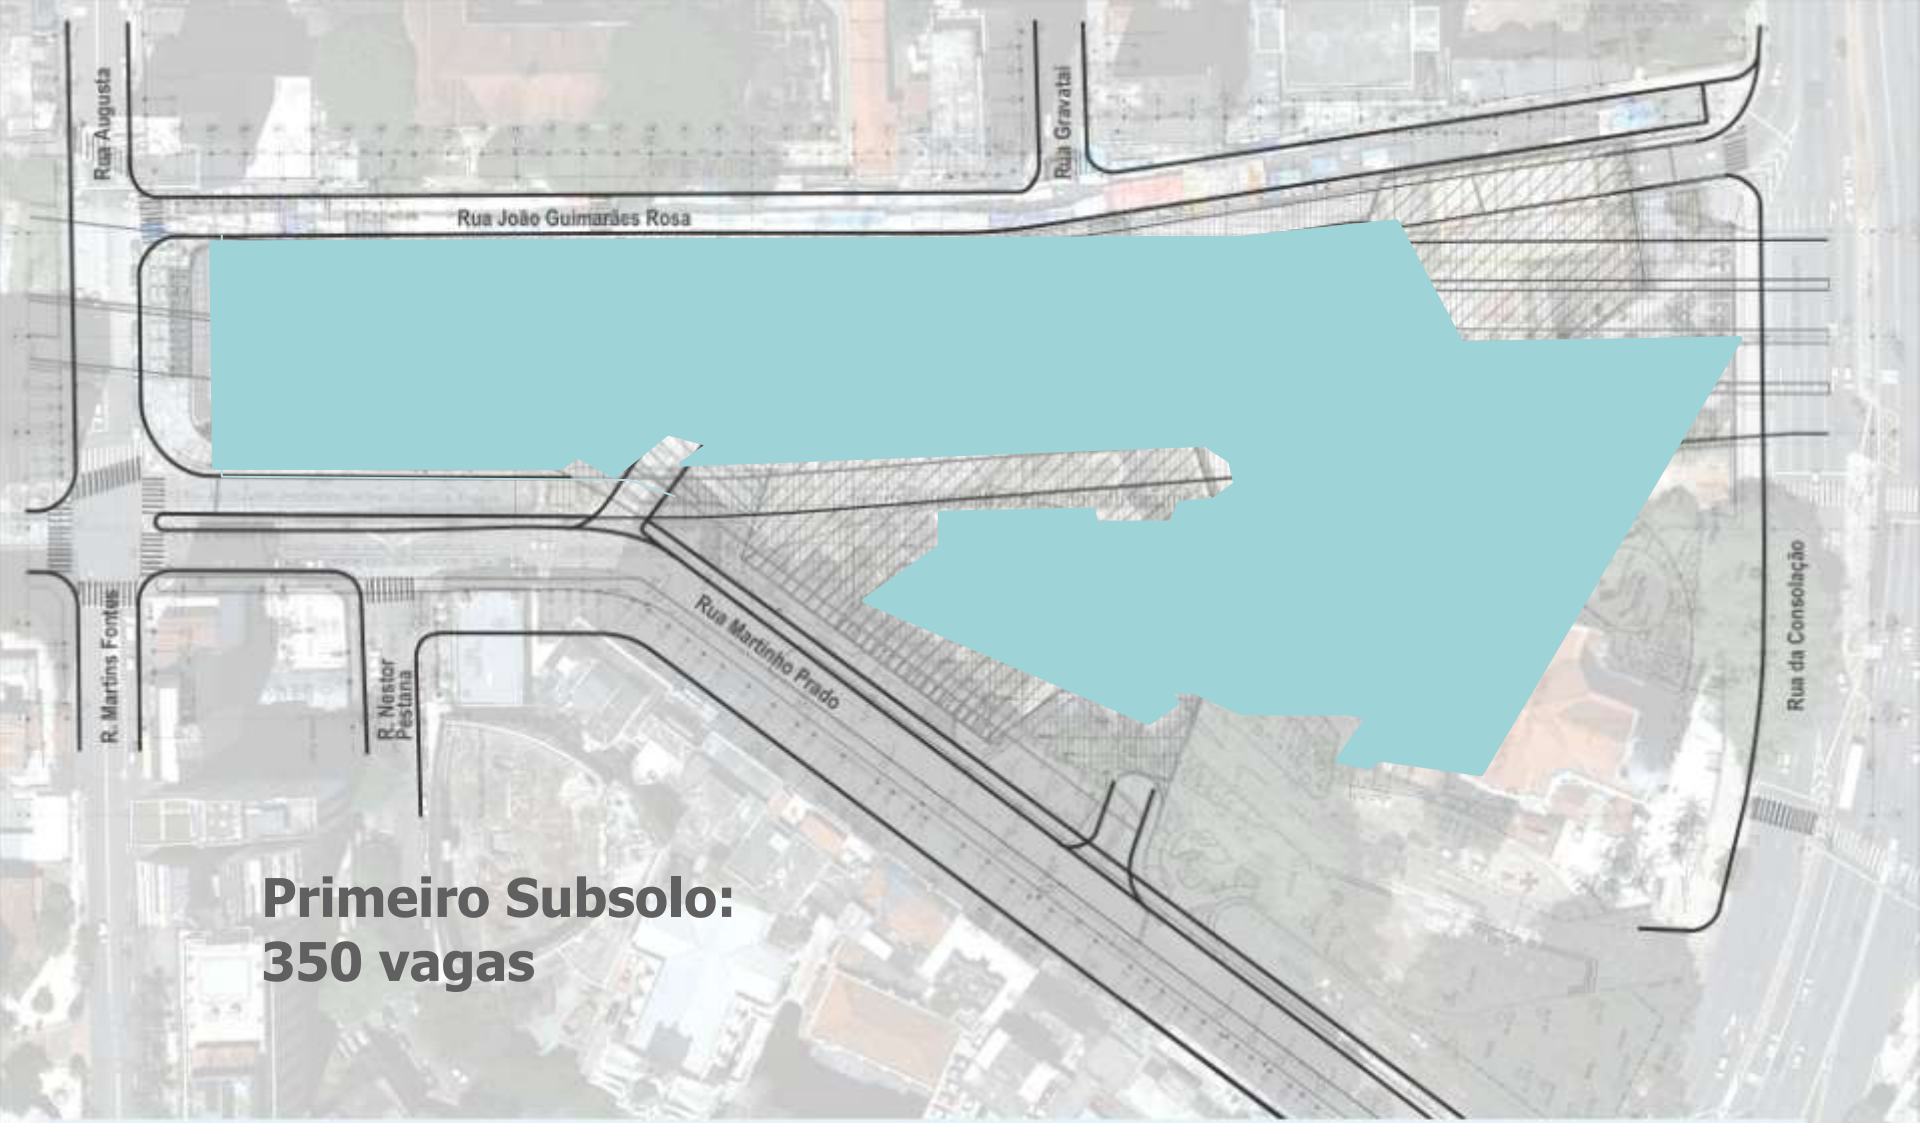 Rua Augusta
Rua Gravataí
Rua João Guimarães Rosa
Rua Martinho Prado
Rua da Consolação
R. Martins Fontes
R. Nestor
Pestana
Primeiro Subsolo:
350 vagas